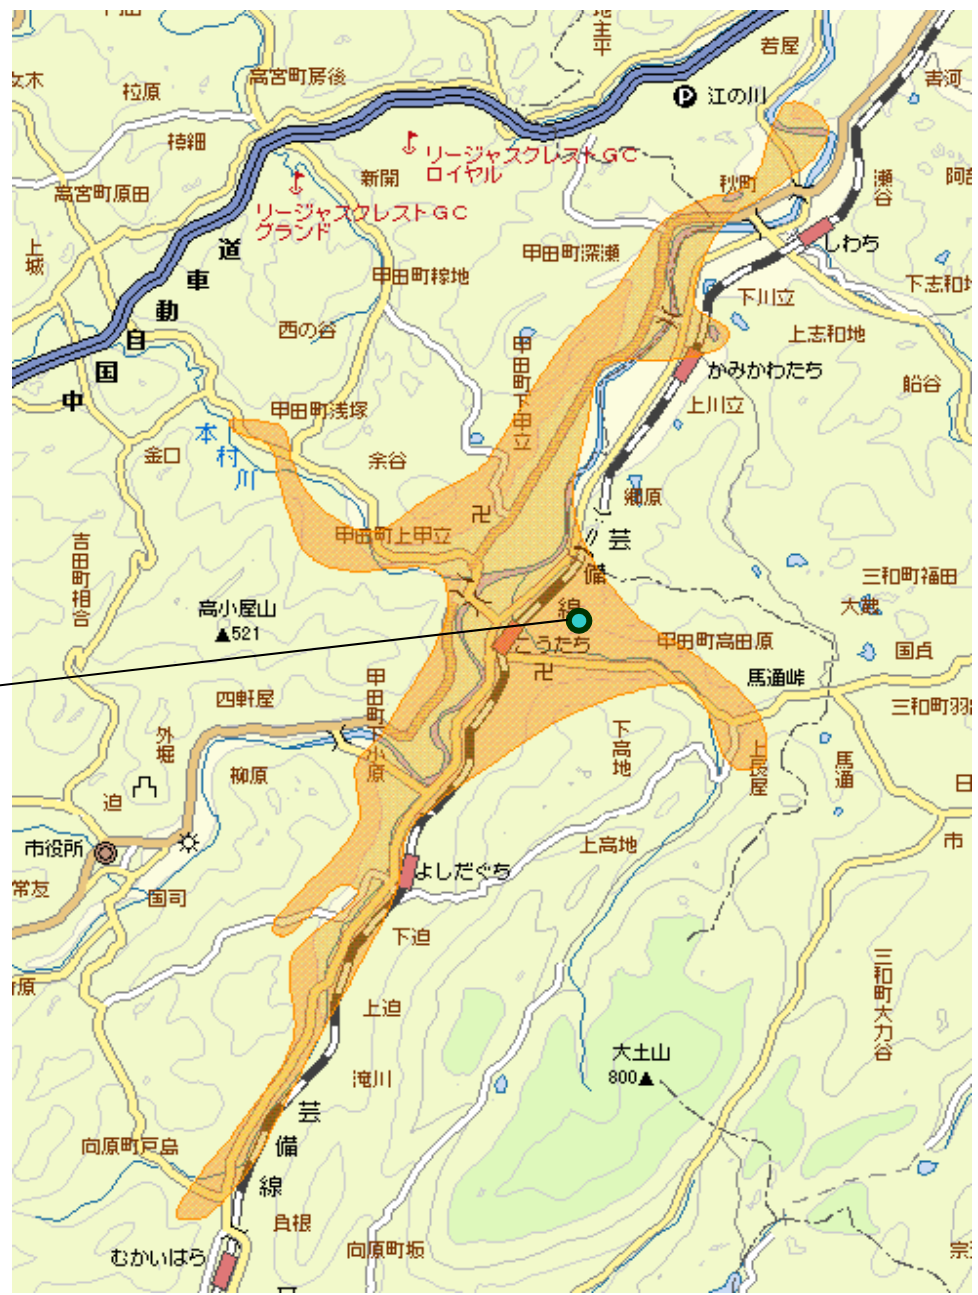 地主平
若屋
女木
高宮町房後
拉原
江の川
香河
リージャスクレストGC
ロイヤル
新開
秋町
瀬谷
高宮町原田
リージャスクレストGC
グランド
上城
中国自動車道
甲田町深瀬
しわち
甲田町線地
下川立
下志和地
西の谷
上志和地
甲田町下甲立
かみかわたち
船谷
甲田町浅塚
上川立
本村川
金口
余谷
郷原
甲田町上甲立
芸備線
吉田町相合
三和町福田
高小屋山
521
大歳
こうたち
甲田町高田原
国貞
馬通峠
四軒屋
甲田町下小原
外堀
下高地
柳原
上長屋
馬通
迫
日
市
市役所
上高地
よしだぐち
常友
国司
下迫
三和町大力谷
上迫
大土山
800
滝川
芸備線
向原町戸島
負根
向原町坂
むかいはら